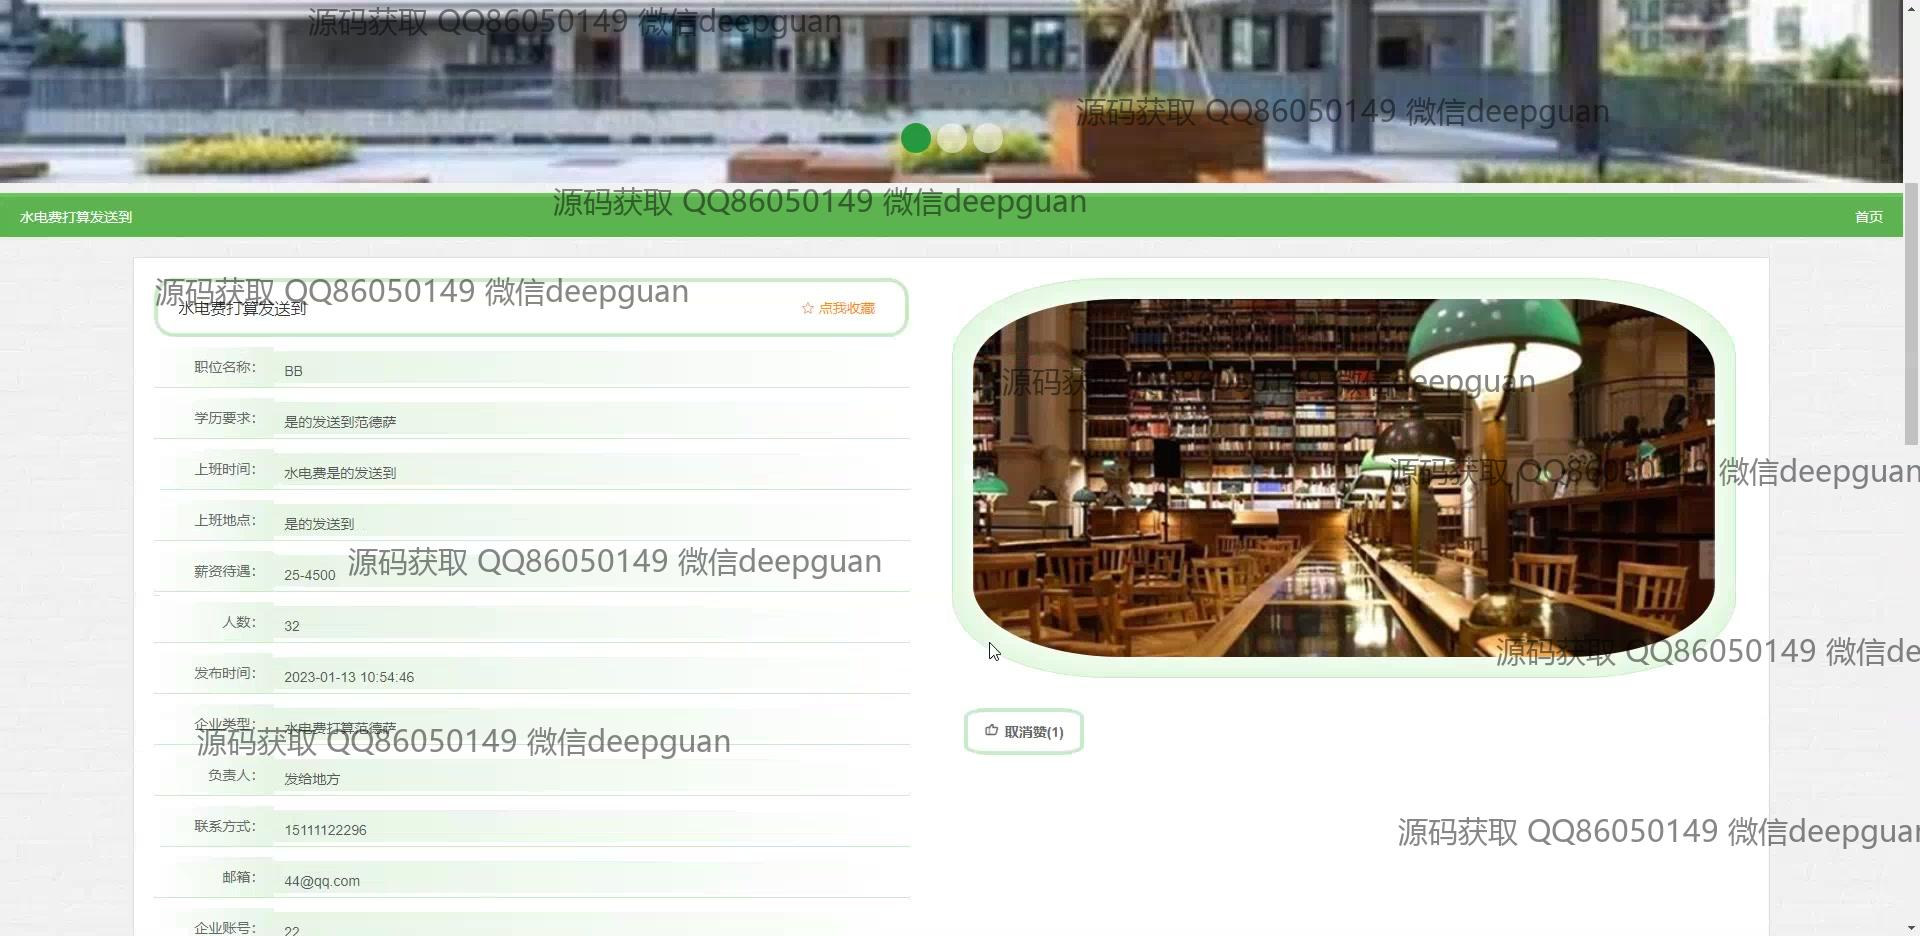 源码获取 QQ86050149 微信deepguan
源码获取 QQ86050149 微信deepguan
源码获取 QQ86050149 微信deepguan
水电费打算发送到
首页
源码获取 QQ86050149 微信deepguan
水电费打算发送到
点我收藏
职位名称：
BB
源码获取 QQ86050149 微信deepguan
学历要求：
是的发送到范德萨
上班时间：
水电费是的发送到
源码获取 QQ86050149 微信deepguan
上班地点：
是的发送到
源码获取 QQ86050149 微信deepguan
薪资待遇：
25-4500
人数：
32
源码获取 QQ86050149 微信de
发布时间：
2023-01-13 10:54:46
企业类型：
水电费打算范德萨
取消赞(1)
源码获取 QQ86050149 微信deepguan
负责人：
发给地方
联系方式：
15111122296
源码获取 QQ86050149 微信deepguan
邮箱：
44@qq.com
企业账号：
22